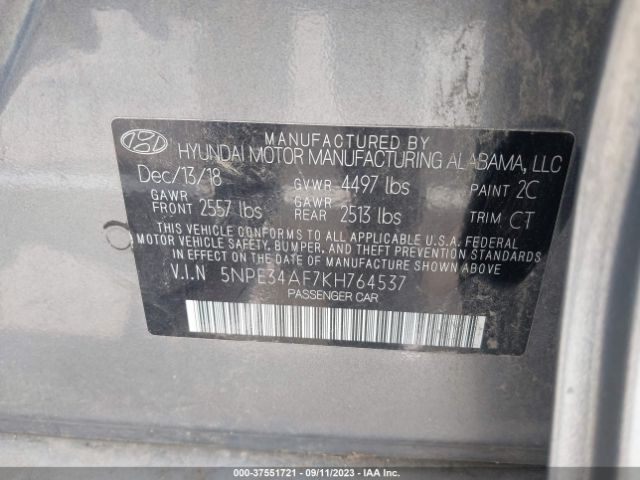 MANUFACTURED BY
HYUNDAI MOTOR MANUFACTURING ALABAMA, LLC
Dec/13/18 GVWR 4497 lbs PAINT 2C
GAWR FRONT 2557 lbs GAWR REAR 2513 lbs TRIM CT
THIS VEHICLE CONFORMS TO ALL APPLICABLE U.S.A. FEDERAL
MOTOR VEHICLE SAFETY, BUMPER, AND THEFT PREVENTION STANDARDS IN
EFFECT ON THE DATE OF MANUFACTURE SHOWN ABOVE.
V.I.N 5NPE34AF7KH764537
PASSENGER CAR
000-37551721 - 09/11/2023 - IAAI.COM